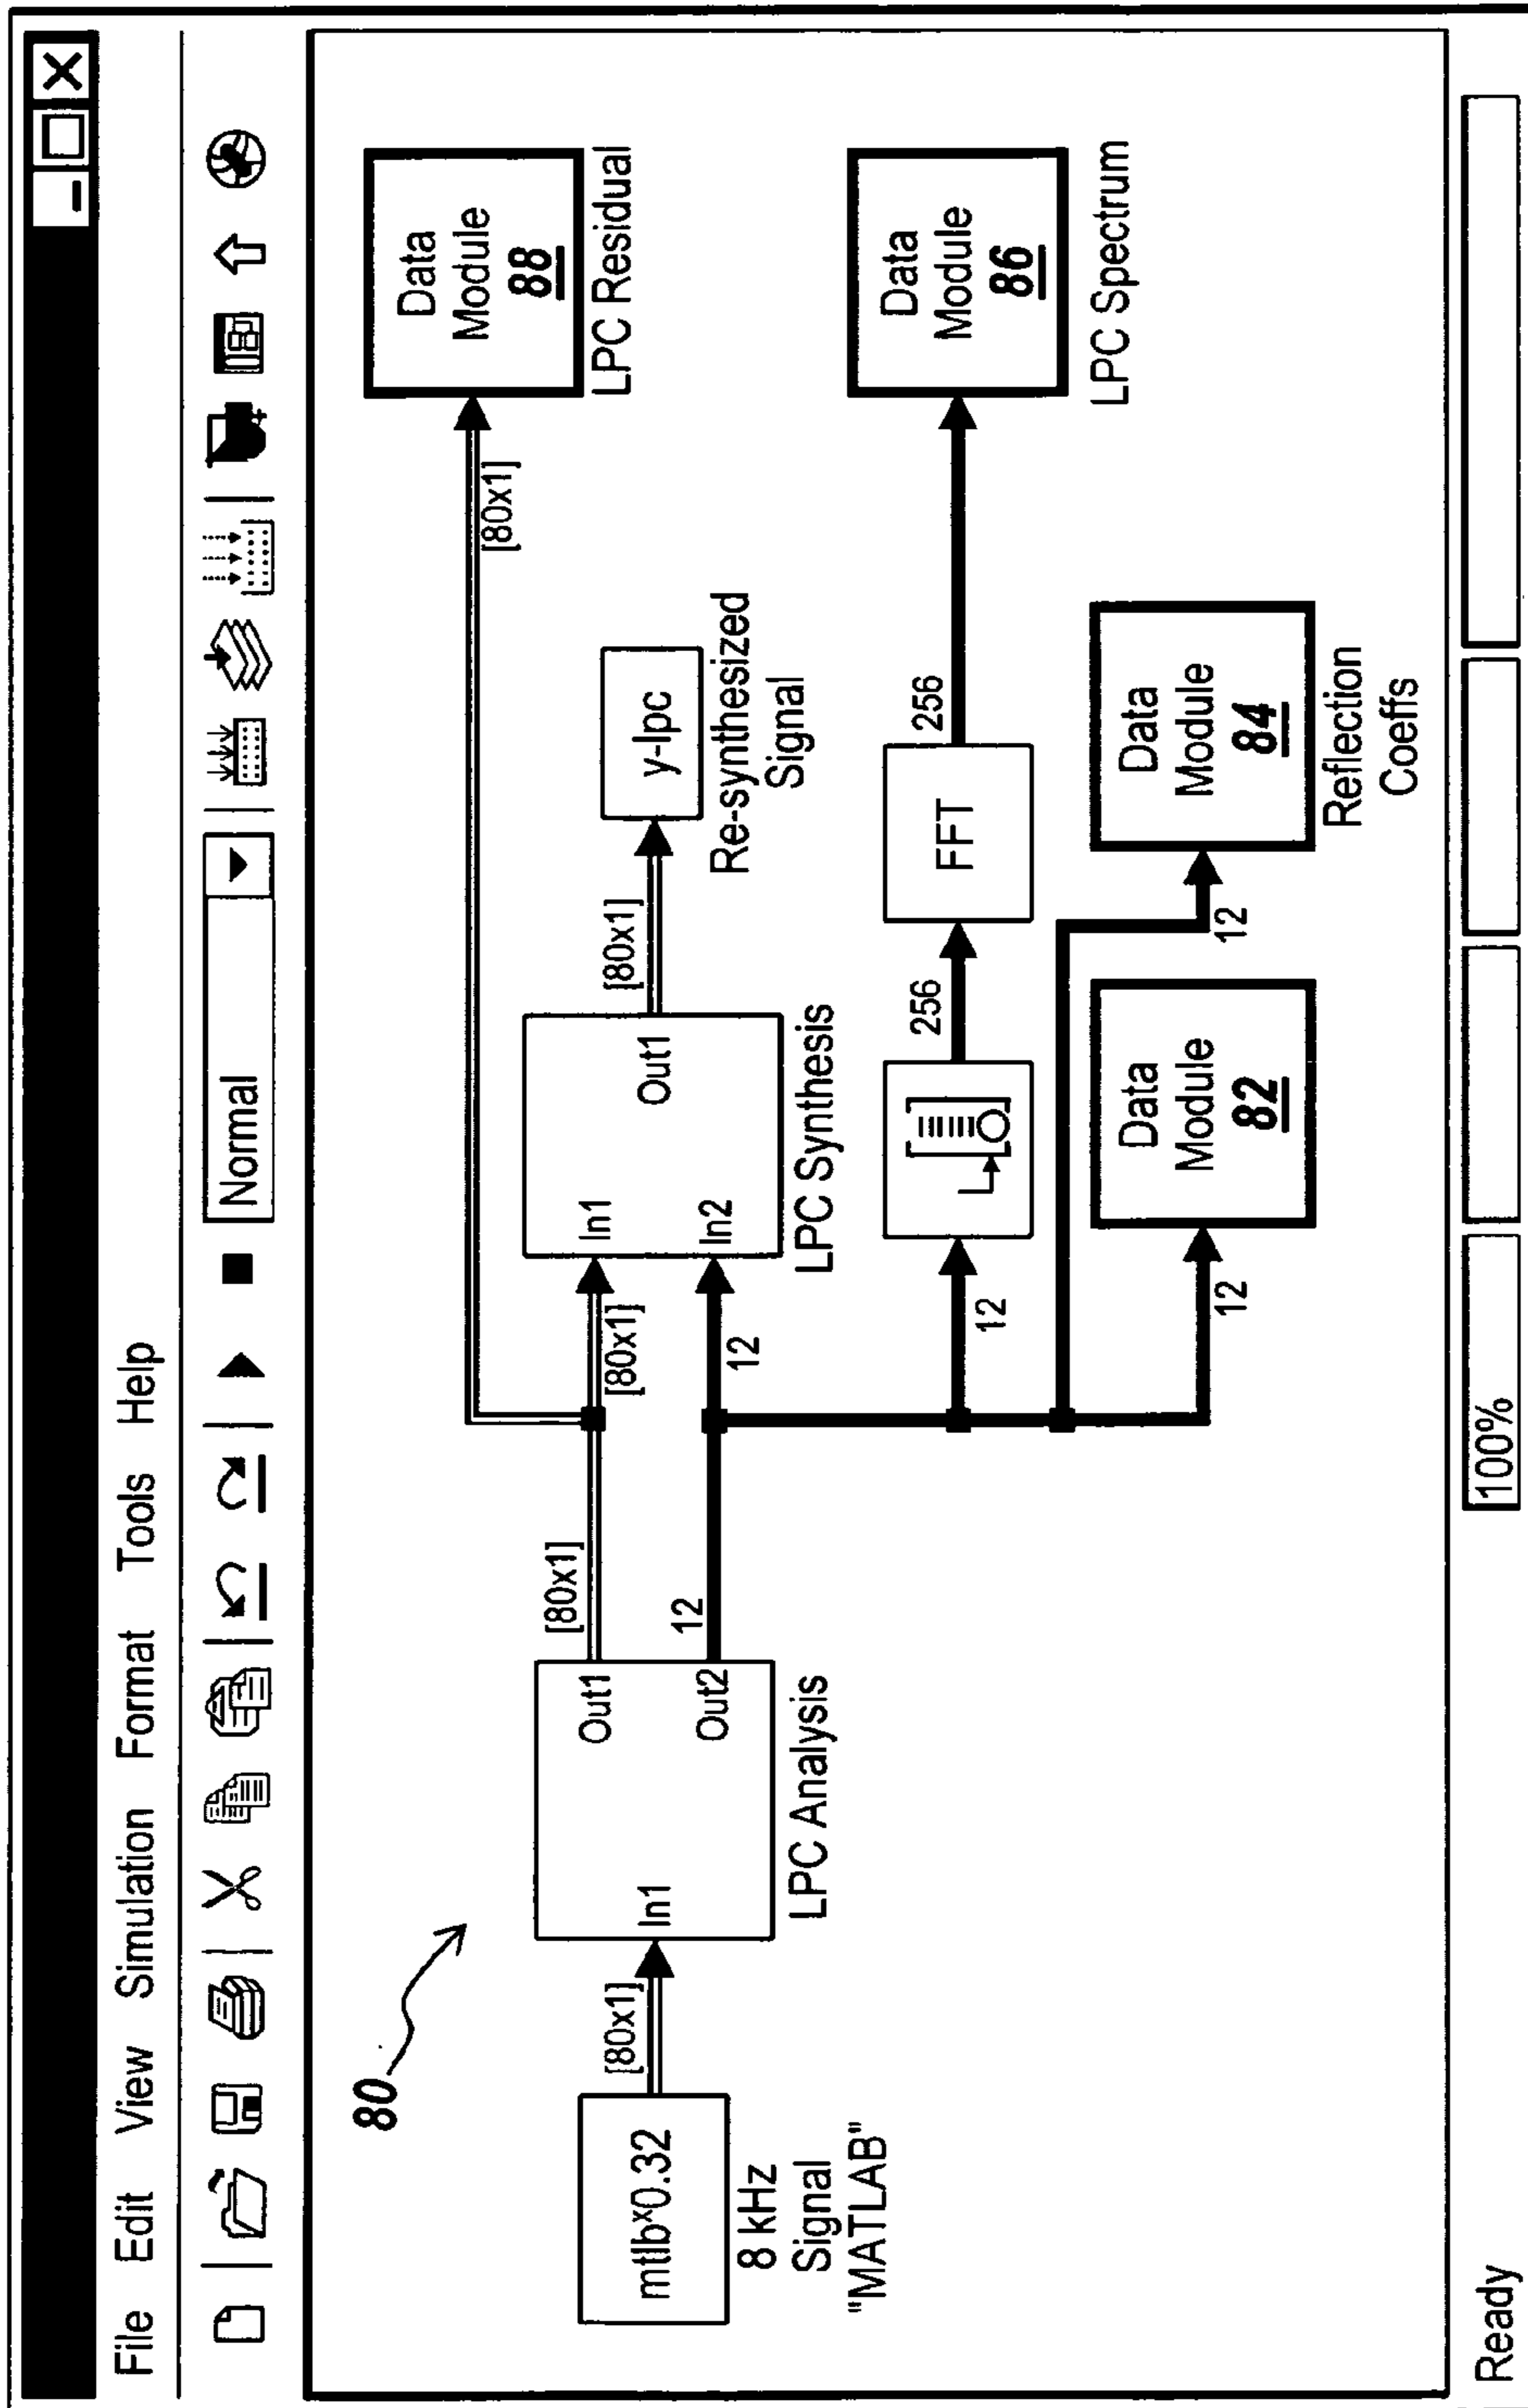 File Edit View Simulation Format Tools Help
Normal
80
mtlb×0.32
8 kHz
Signal
"MATLAB"
[80x1]
In1
Out1
Out2
LPC Analysis
[80x1]
12
[80x1]
12
In1
In2
Out1
LPC Synthesis
[80x1]
y-lpc
Re-synthesized
Signal
[80x1]
Data
Module
88
LPC Residual
12
256
FFT
256
Data
Module
86
LPC Spectrum
12
Data
Module
82
12
Data
Module
84
Reflection
Coeffs
Ready
100%